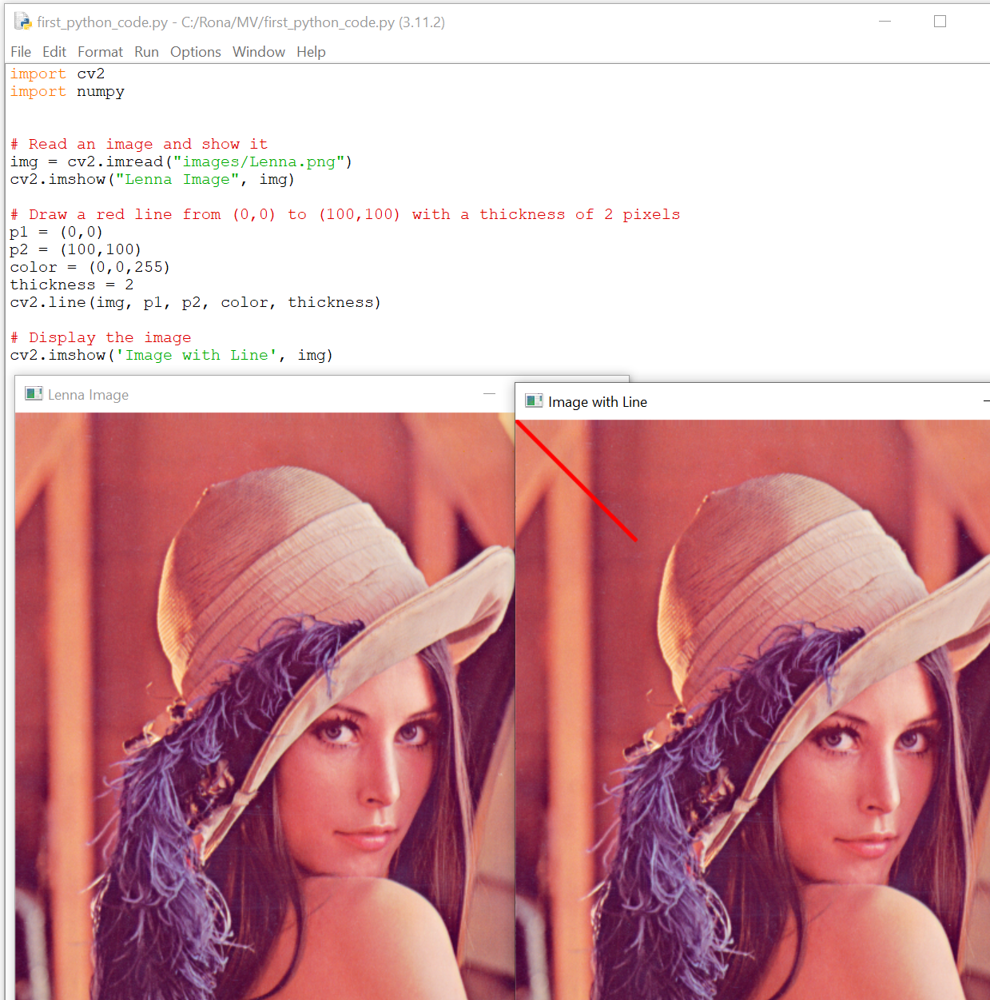 first_python_code.py - C:/Rona/MV/first_python_code.py (3.11.2)
File Edit Format Run Options Window Help
import cv2
import numpy
# Read an image and show it
img = cv2.imread("images/Lenna.png")
cv2.imshow("Lenna Image", img)
# Draw a red line from (0,0) to (100,100) with a thickness of 2 pixels
p1 = (0,0)
p2 = (100,100)
color = (0,0,255)
thickness = 2
cv2.line(img, p1, p2, color, thickness)
# Display the image
cv2.imshow('Image with Line', img)
Lenna Image
Image with Line